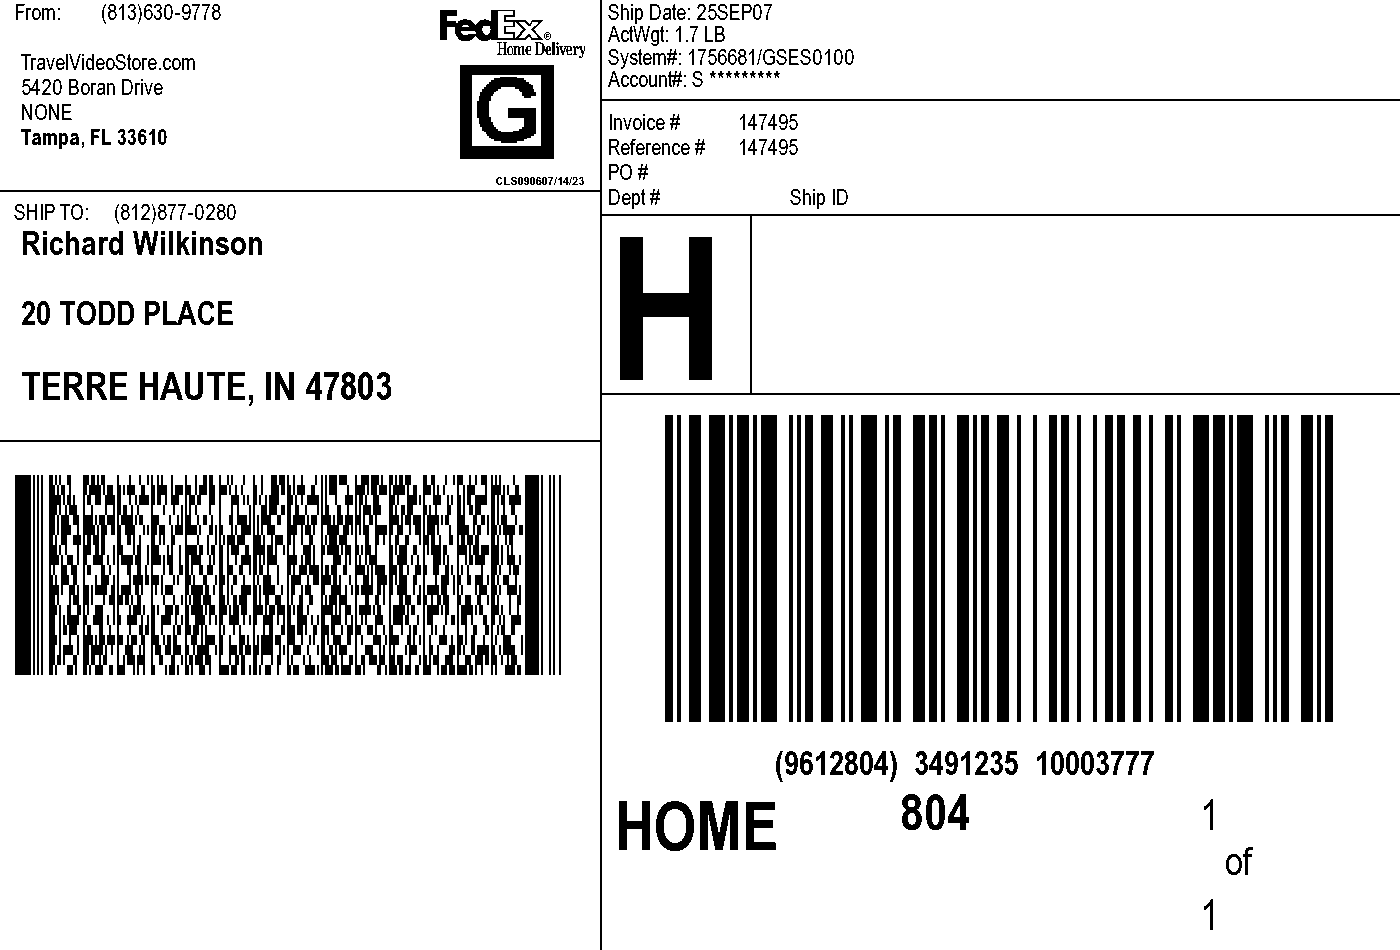 From: (813)630-9778
TravelVideoStore.com
5420 Boran Drive
NONE
Tampa, FL 33610
FedEx®
Home Delivery
G
CLS090607/14/23
SHIP TO: (812)877-0280
Richard Wilkinson
20 TODD PLACE
TERRE HAUTE, IN 47803
Ship Date: 25SEP07
ActWgt: 1.7 LB
System#: 1756681/GSES0100
Account#: S *********
Invoice # 147495
Reference # 147495
PO #
Dept # Ship ID
H
(9612804) 3491235 10003777
HOME 804 1
of
1